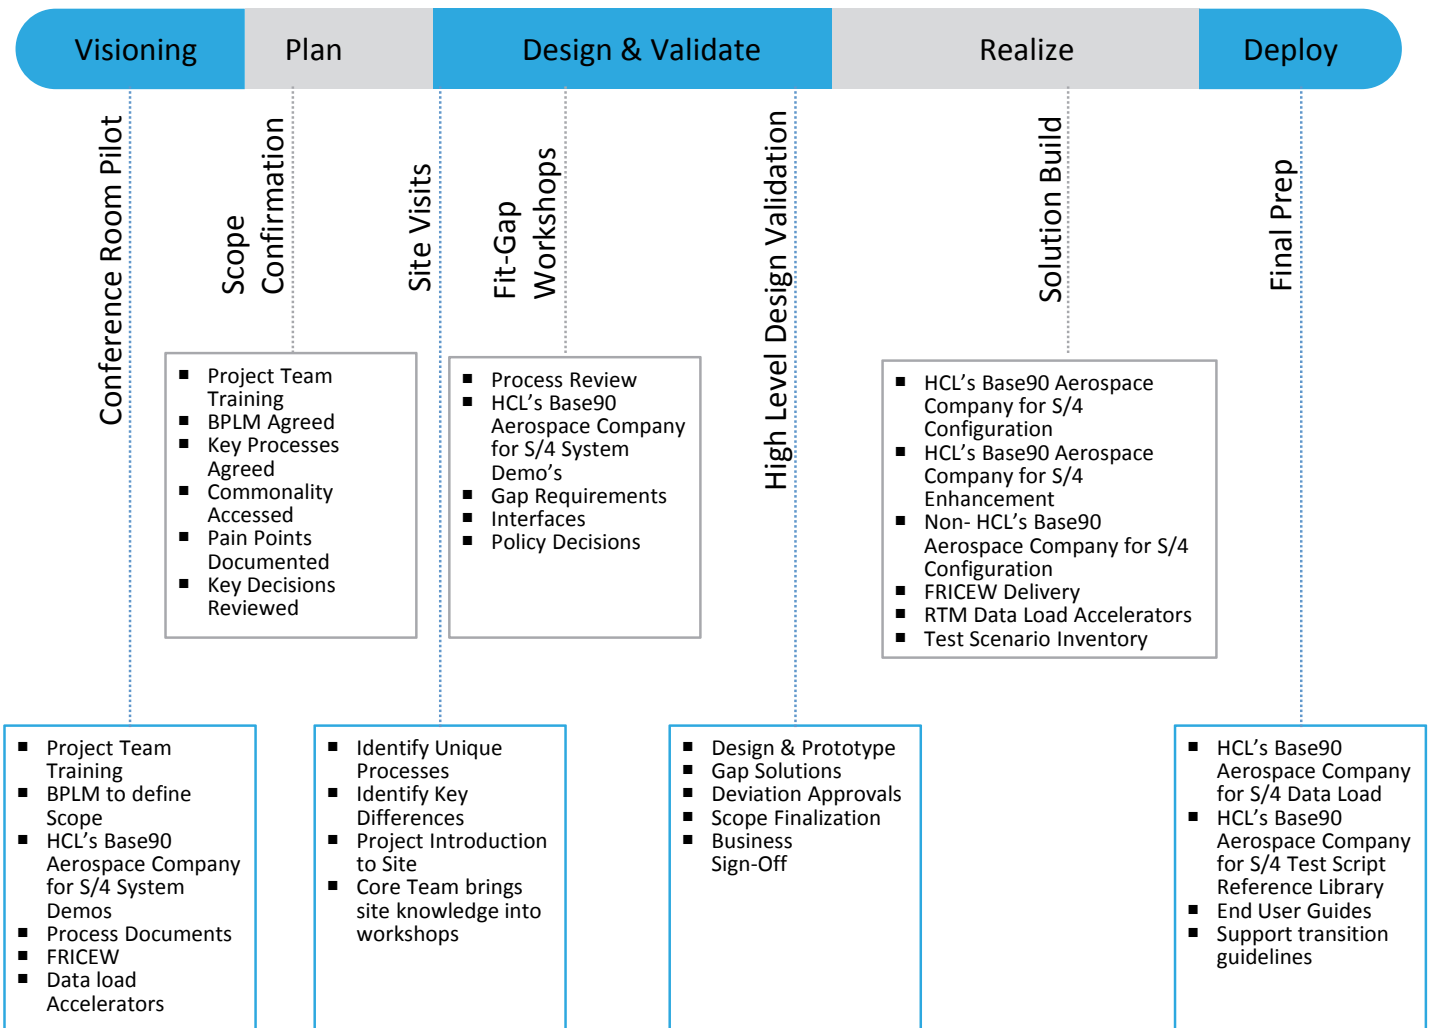 Visioning
Plan
Design & Validate
Realize
Deploy
Conference Room Pilot
Scope
Confirmation
Site Visits
Fit-Gap
Workshops
High Level Design Validation
Solution Build
Final Prep
■ Project Team
Training
■ BPLM Agreed
■ Key Processes
Agreed
■ Commonality
Accessed
■ Pain Points
Documented
■ Key Decisions
Reviewed
■ Process Review
■ HCL’s Base90
Aerospace Company
for S/4 System
Demo’s
■ Gap Requirements
■ Interfaces
■ Policy Decisions
■ HCL’s Base90 Aerospace
Company for S/4
Configuration
■ HCL’s Base90 Aerospace
Company for S/4
Enhancement
■ Non- HCL’s Base90
Aerospace Company for S/4
Configuration
■ FRICEW Delivery
■ RTM Data Load Accelerators
■ Test Scenario Inventory
■ Project Team
Training
■ BPLM to define
Scope
■ HCL’s Base90
Aerospace Company
for S/4 System
Demos
■ Process Documents
■ FRICEW
■ Data load
Accelerators
■ Identify Unique
Processes
■ Identify Key
Differences
■ Project Introduction
to Site
■ Core Team brings
site knowledge into
workshops
■ Design & Prototype
■ Gap Solutions
■ Deviation Approvals
■ Scope Finalization
■ Business
Sign-Off
■ HCL’s Base90
Aerospace Company
for S/4 Data Load
■ HCL’s Base90
Aerospace Company
for S/4 Test Script
Reference Library
■ End User Guides
■ Support transition
guidelines